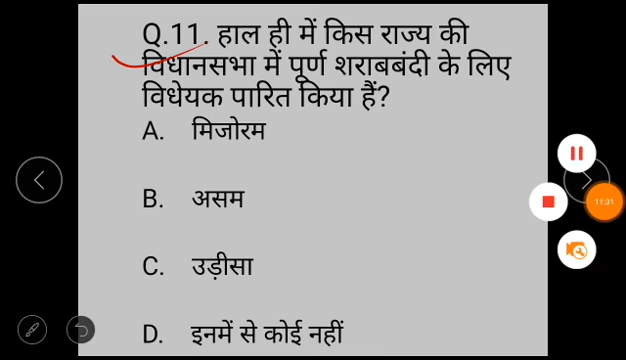 Q.11. हाल ही में किस राज्य की
विधानसभा में पूर्ण शराबबंदी के लिए
विधेयक पारित किया हैं?
A. मिजोरम
B. असम
C. उड़ीसा
D. इनमें से कोई नहीं
11:31